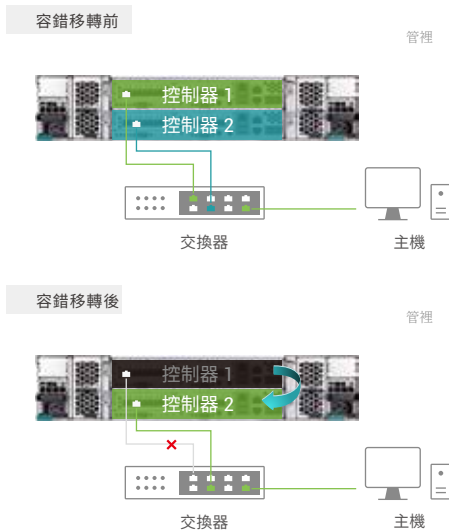 容錯移轉前
管裡
控制器 1
控制器 2
交換器
主機
容錯移轉後
管裡
控制器 1
控制器 2
交換器
主機